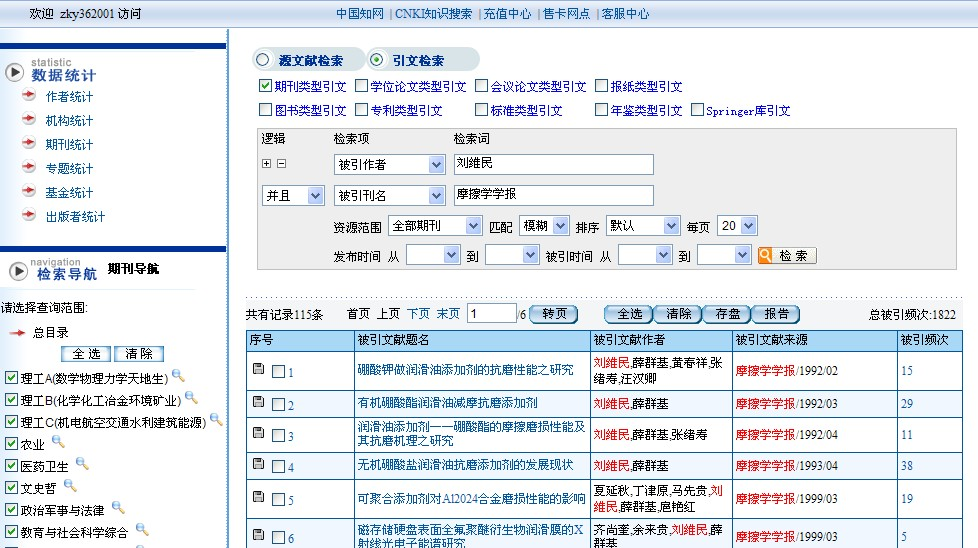 欢迎 zky362001 访问
中国知网 | CNKI知识搜索 | 充值中心 | 售卡网点 | 客服中心
statistic
数据统计
作者统计
机构统计
期刊统计
专题统计
基金统计
出版者统计
navigation
检索导航 期刊导航
请选择查询范围:
总目录
全 选 清 除
理工A(数学物理力学天地生)
理工B(化学化工冶金环境矿业)
理工C(机电航空交通水利建筑能源)
农业
医药卫生
文史哲
政治军事与法律
教育与社会科学综合
源文献检索 引文检索
期刊类型引文 学位论文类型引文 会议论文类型引文 报纸类型引文
图书类型引文 专利类型引文 标准类型引文 年鉴类型引文 Springer库引文
逻辑 检索项 检索词
被引作者 刘维民
并且 被引刊名 摩擦学学报
资源范围 全部期刊 匹配 模糊 排序 默认 每页 20
发布时间 从 到 被引时间 从 到 检 索
共有记录115条 首页 上页 下页 末页 1 /6 转页 全选 清除 存盘 报告 总被引频次:1822
序号 被引文献题名 被引文献作者 被引文献来源 被引频次
1 硼酸钾做润滑油添加剂的抗磨性能之研究 刘维民,薛群基,黄春祥,张绪寿,汪汉卿 摩擦学学报/1992/02 15
2 有机硼酸酯润滑油减摩抗磨添加剂 刘维民,薛群基 摩擦学学报/1992/03 29
3 润滑油添加剂一一硼酸酯的摩擦磨损性能及其抗磨机理之研究 刘维民,薛群基,张绪寿 摩擦学学报/1992/04 11
4 无机硼酸盐润滑油抗磨添加剂的发展现状 刘维民,薛群基 摩擦学学报/1993/04 38
5 可聚合添加剂对Al2024合金磨损性能的影响 夏延秋,丁津原,马先贵,刘维民,薛群基,扈艳红 摩擦学学报/1999/03 19
6 磁存储硬盘表面全氟聚醚衍生物润滑膜的X射线光电子能谱研究 齐尚奎,余来贵,刘维民,薛群基 摩擦学学报/1999/03 5